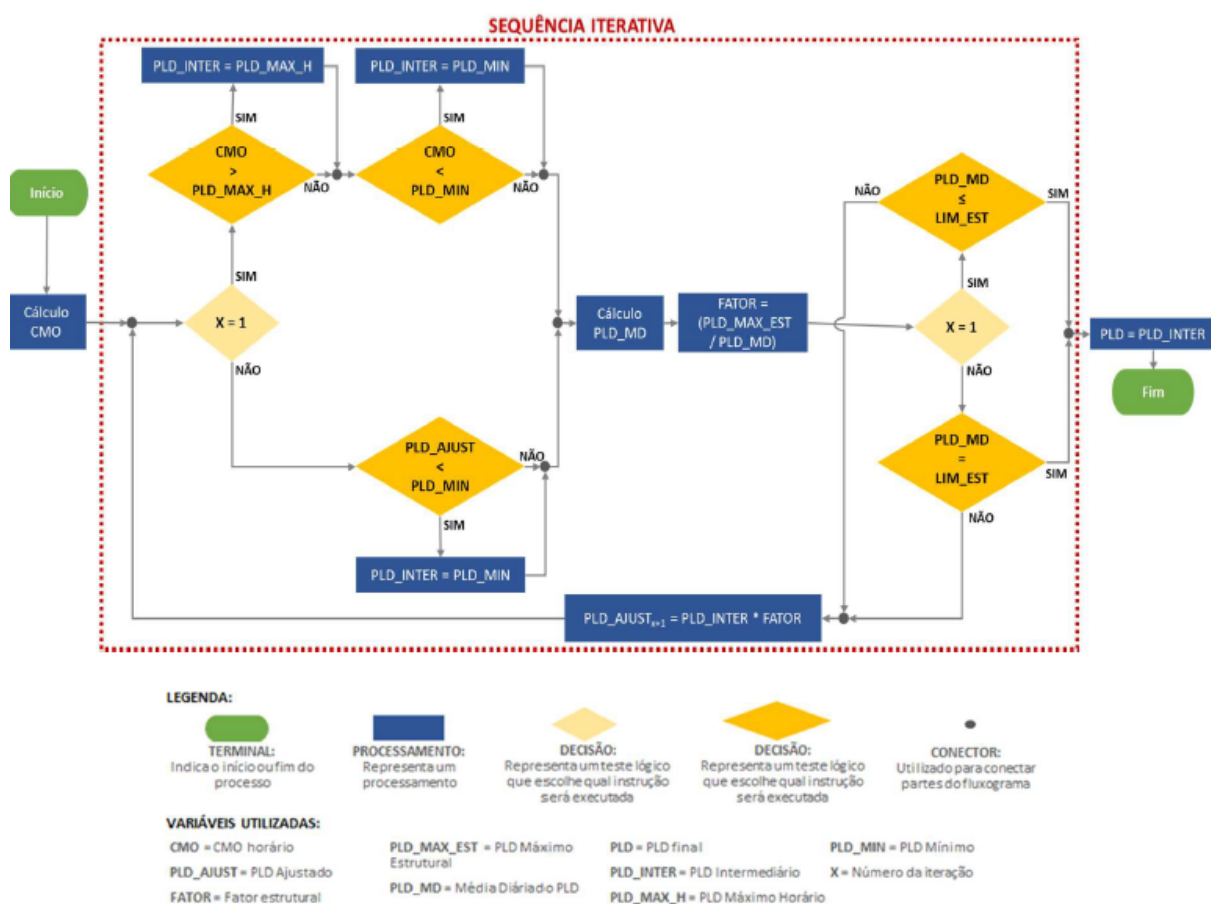 SEQUÊNCIA ITERATIVA
PLD_INTER = PLD_MAX_H
PLD_INTER = PLD_MIN
SIM
SIM
CMO
>
PLD_MAX_H
NÃO
CMO
<
PLD_MIN
NÃO
Início
Cálculo
CMO
SIM
X = 1
NÃO
PLD_AJUST
<
PLD_MIN
NÃO
SIM
PLD_INTER = PLD_MIN
Cálculo
PLD_MD
FATOR =
(PLD_MAX_EST
/ PLD_MD)
NÃO
PLD_MD
≤
LIM_EST
SIM
SIM
X = 1
NÃO
PLD_MD
=
LIM_EST
SIM
NÃO
PLD = PLD_INTER
Fim
PLD_AJUSTx+1 = PLD_INTER * FATOR
LEGENDA:
TERMINAL:
Indica o início ou fim do
processo
PROCESSAMENTO:
Representa um
processamento
DECISÃO:
Representa um teste lógico
que escolhe qual instrução
será executada
DECISÃO:
Representa um teste lógico
que escolhe qual instrução
será executada
CONECTOR:
Utilizado para conectar
partes do fluxograma
VARIÁVEIS UTILIZADAS:
CMO = CMO horário
PLD_AJUST = PLD Ajustado
FATOR = Fator estrutural
PLD_MAX_EST = PLD Máximo
Estrutural
PLD_MD = Média Diária do PLD
PLD = PLD final
PLD_INTER = PLD Intermediário
PLD_MAX_H = PLD Máximo Horário
PLD_MIN = PLD Mínimo
X = Número da iteração